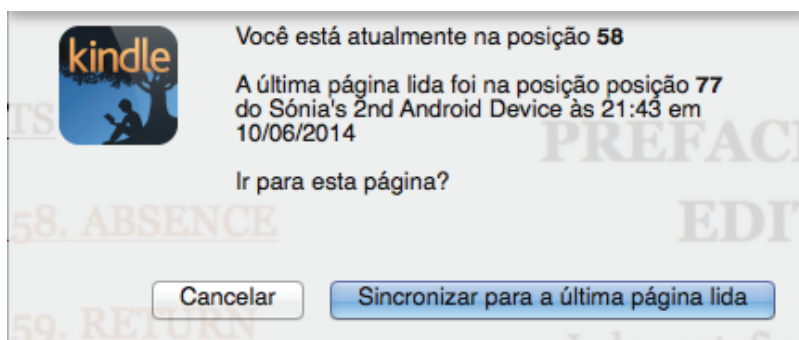 kindle
Você está atualmente na posição 58
A última página lida foi na posição posição 77
do Sónia's 2nd Android Device às 21:43 em
10/06/2014
Ir para esta página?
Cancelar
Sincronizar para a última página lida
TS
PREFAC
58. ABSENCE
EDI
59. RETURN